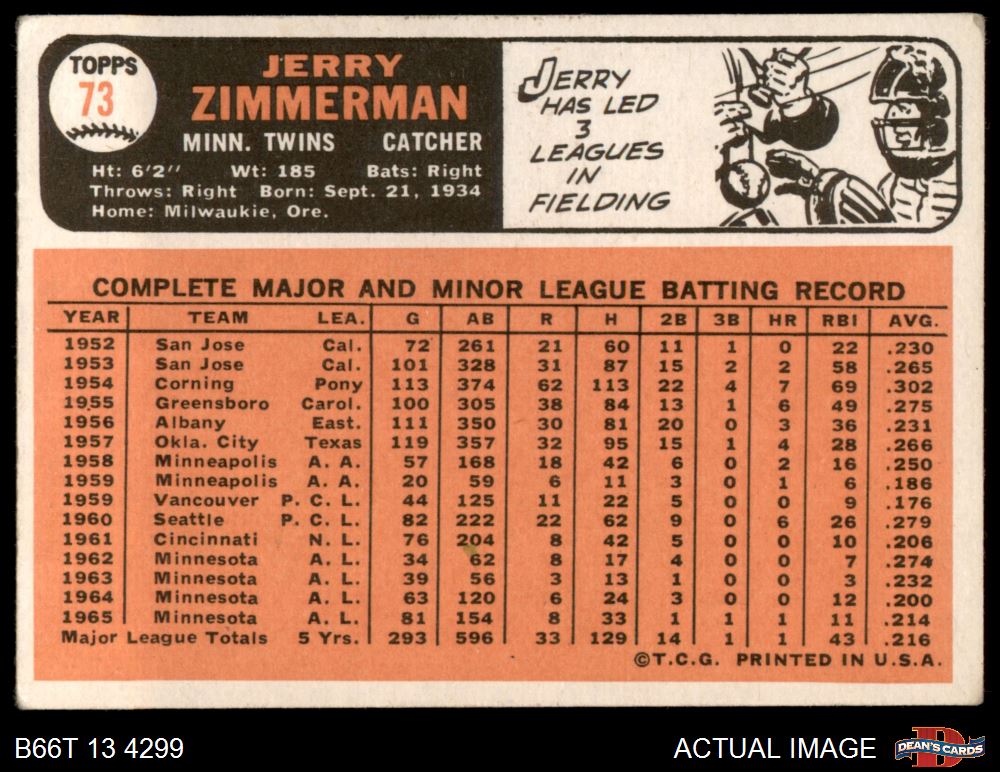 TOPPS
73
JERRY
ZIMMERMAN
MINN. TWINS CATCHER
Ht: 6'2" Wt: 185 Bats: Right
Throws: Right Born: Sept. 21, 1934
Home: Milwaukie, Ore.
JERRY
HAS LED
3
LEAGUES
IN
FIELDING
COMPLETE MAJOR AND MINOR LEAGUE BATTING RECORD
YEAR TEAM LEA. G AB R H 2B 3B HR RBI AVG.
1952 San Jose Cal. 72 261 21 60 11 1 0 22 .230
1953 San Jose Cal. 101 328 31 87 15 2 2 58 .265
1954 Corning Pony 113 374 62 113 22 4 7 69 .302
1955 Greensboro Carol. 100 305 38 84 13 1 6 49 .275
1956 Albany East. 111 350 30 81 20 0 3 36 .231
1957 Okla. City Texas 119 357 32 95 15 1 4 28 .266
1958 Minneapolis A. A. 57 168 18 42 6 0 2 16 .250
1959 Minneapolis A. A. 20 59 6 11 3 0 1 6 .186
1959 Vancouver P. C. L. 44 125 11 22 5 0 0 9 .176
1960 Seattle P. C. L. 82 222 22 62 9 0 6 26 .279
1961 Cincinnati N. L. 76 204 8 42 5 0 0 10 .206
1962 Minnesota A. L. 34 62 8 17 4 0 0 7 .274
1963 Minnesota A. L. 39 56 3 13 1 0 0 3 .232
1964 Minnesota A. L. 63 120 6 24 3 0 0 12 .200
1965 Minnesota A. L. 81 154 8 33 1 1 1 11 .214
Major League Totals 5 Yrs. 293 596 33 129 14 1 1 43 .216
©T.C.G. PRINTED IN U.S.A.
B66T 13 4299
ACTUAL IMAGE
DEAN'S CARDS